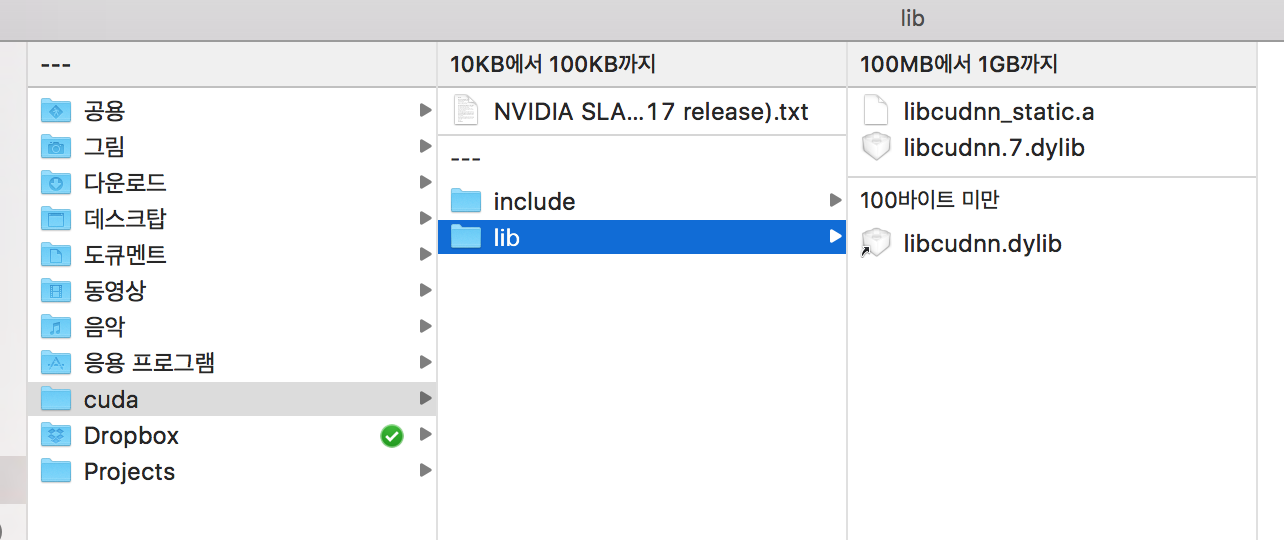 lib
---
공용
그림
다운로드
데스크탑
도큐멘트
동영상
음악
응용 프로그램
cuda
Dropbox
Projects
10KB에서 100KB까지
NVIDIA SLA...17 release).txt
---
include
lib
100MB에서 1GB까지
libcudnn_static.a
libcudnn.7.dylib
100바이트 미만
libcudnn.dylib